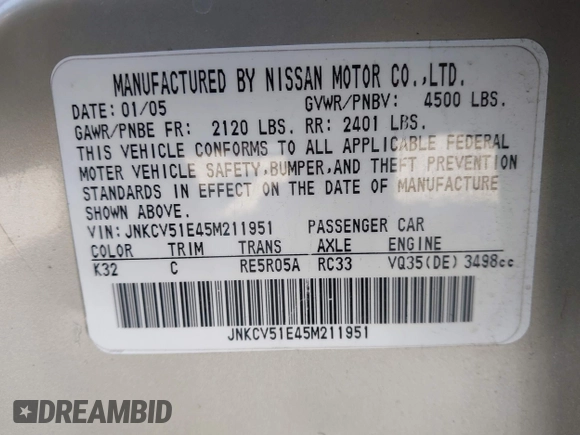 MANUFACTURED BY NISSAN MOTOR CO.,LTD.
DATE: 01/05 GVWR/PNBV: 4500 LBS.
GAWR/PNBE FR: 2120 LBS. RR: 2401 LBS.
THIS VEHICLE CONFORMS TO ALL APPLICABLE FEDERAL
MOTER VEHICLE SAFETY,BUMPER,AND THEFT PREVENTION
STANDARDS IN EFFECT ON THE DATE OF MANUFACTURE
SHOWN ABOVE.
VIN: JNKCV51E45M211951 PASSENGER CAR
COLOR TRIM TRANS AXLE ENGINE
K32 C RE5R05A RC33 VQ35(DE) 3498cc
JNKCV51E45M211951
DREAMBID